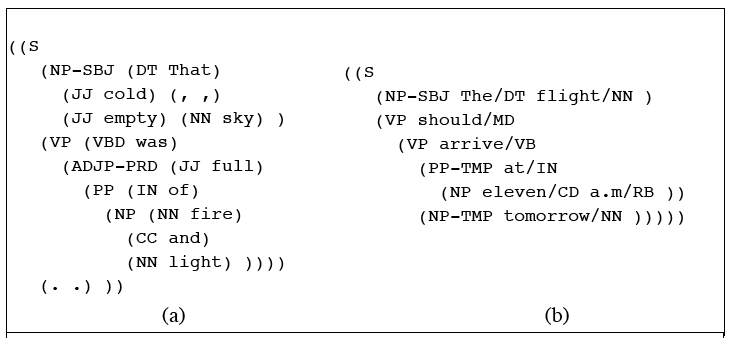 ((S
(NP-SBJ (DT That)
(JJ cold) (, ,)
(JJ empty) (NN sky) )
(VP (VBD was)
(ADJP-PRD (JJ full)
(PP (IN of)
(NP (NN fire)
(CC and)
(NN light) ))))
(. .) ))
(a)
((S
(NP-SBJ The/DT flight/NN )
(VP should/MD
(VP arrive/VB
(PP-TMP at/IN
(NP eleven/CD a.m/RB ))
(NP-TMP tomorrow/NN )))))
(b)